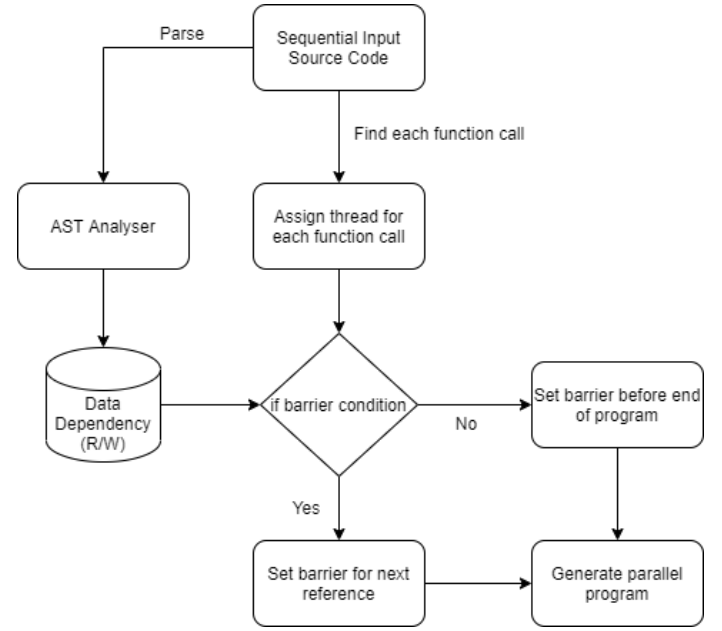 Parse
Sequential Input
Source Code
Find each function call
AST Analyser
Assign thread for
each function call
Data
Dependency
(R/W)
if barrier condition
No
Set barrier before end
of program
Yes
Set barrier for next
reference
Generate parallel
program